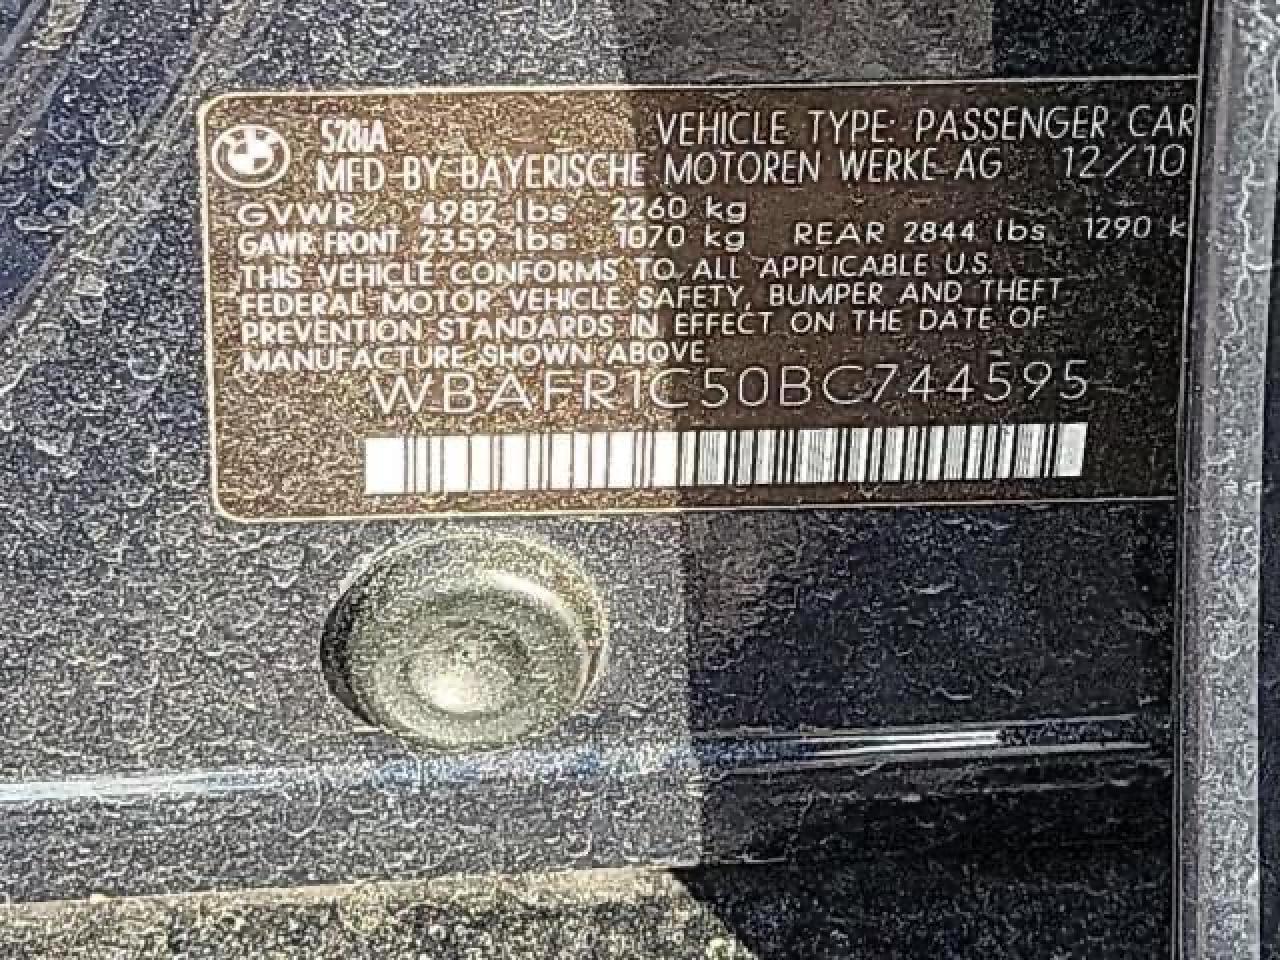 528iA VEHICLE TYPE: PASSENGER CAR
MFD BY BAYERISCHE MOTOREN WERKE AG 12/10
GVWR 4982 lbs 2260 kg
GAWR FRONT 2359 lbs 1070 kg REAR 2844 lbs 1290 k
THIS VEHICLE CONFORMS TO ALL APPLICABLE U.S.
FEDERAL MOTOR VEHICLE SAFETY, BUMPER AND THEFT
PREVENTION STANDARDS IN EFFECT ON THE DATE OF
MANUFACTURE SHOWN ABOVE
WBAFR1C50BC744595